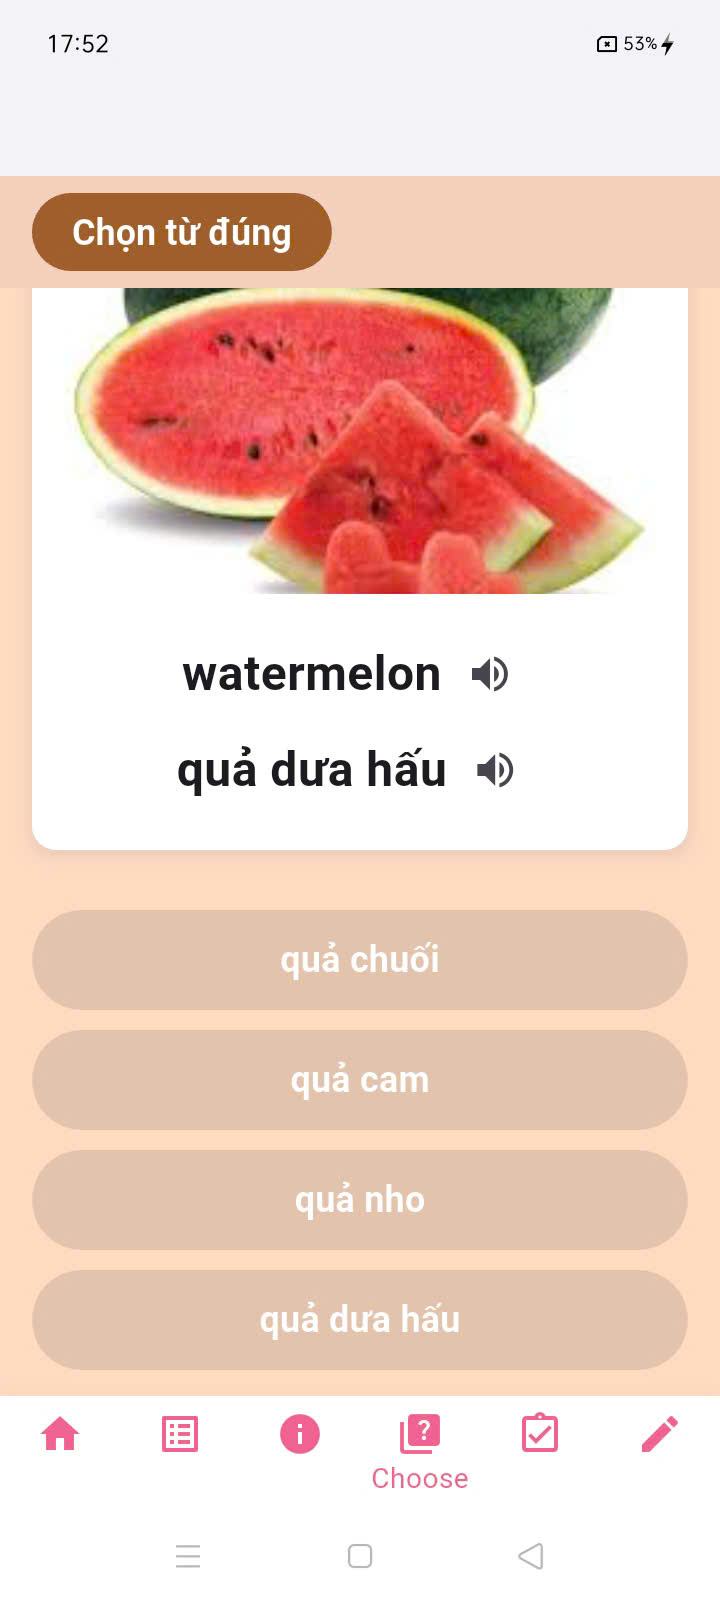 17:52
53%
Chọn từ đúng
watermelon
quả dưa hấu
quả chuối
quả cam
quả nho
quả dưa hấu
Choose